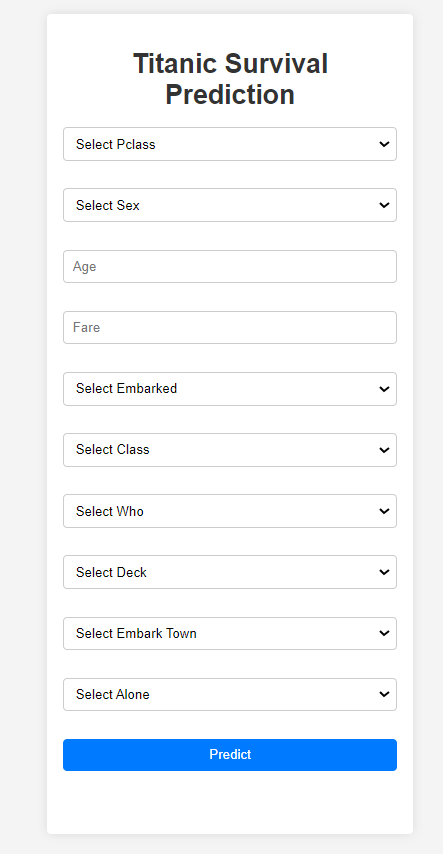 Titanic Survival
Prediction
Select Pclass
Select Sex
Age
Fare
Select Embarked
Select Class
Select Who
Select Deck
Select Embark Town
Select Alone
Predict